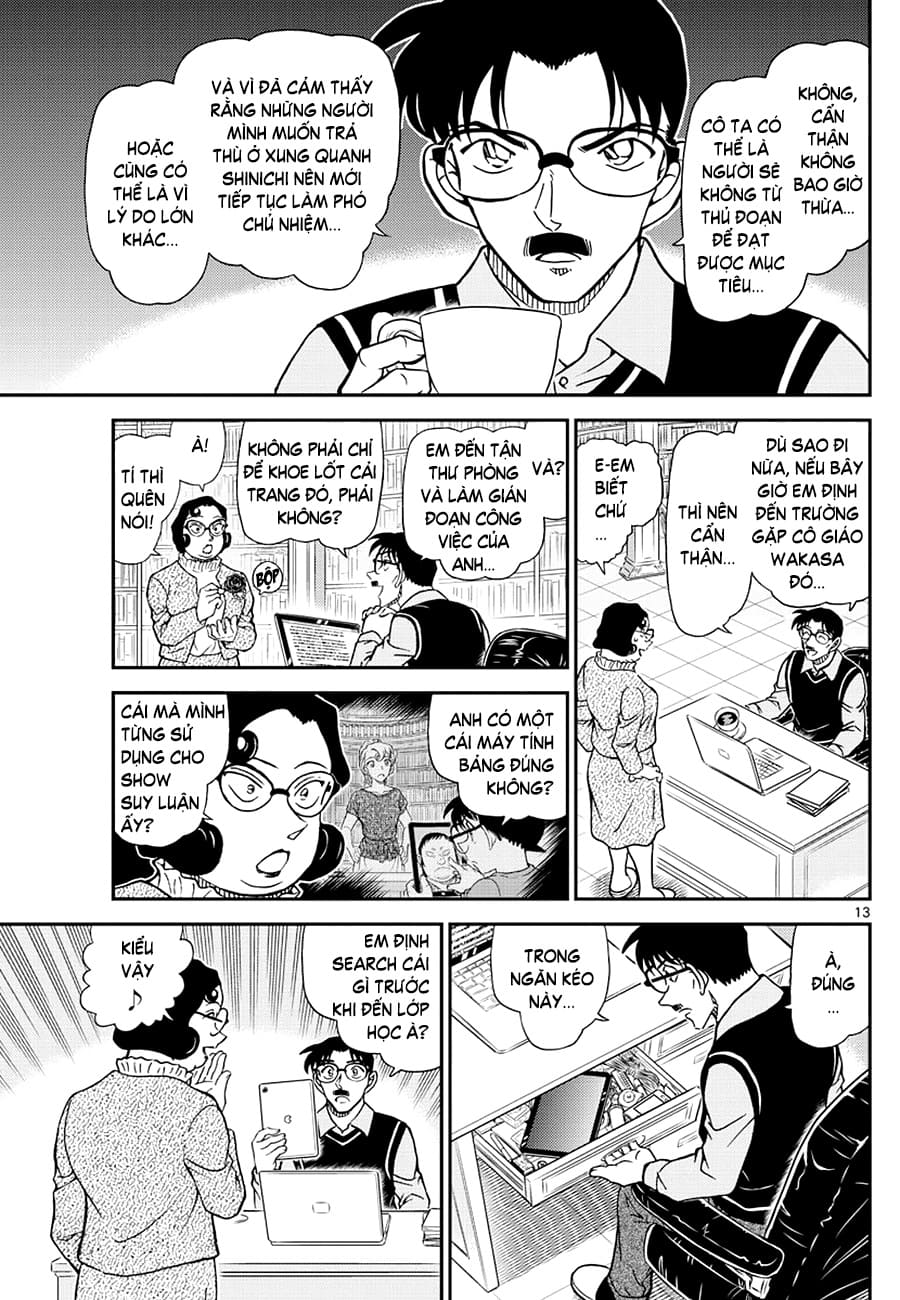 KHÔNG,
CẨN
THẬN
KHÔNG
BAO GIỜ
THỪA...
CÔ TA CÓ
THỂ LÀ
NGƯỜI SẼ
KHÔNG TỪ
THỦ ĐOẠN
ĐỂ ĐẠT
ĐƯỢC MỤC
TIÊU...
VÀ VÌ ĐÃ CẢM THẤY
RẰNG NHỮNG NGƯỜI
MÌNH MUỐN TRẢ
THÙ Ở XUNG QUANH
SHINICHI NÊN MỚI
TIẾP TỤC LÀM PHÓ
CHỦ NHIỆM...
HOẶC
CŨNG CÓ
THỂ LÀ VÌ
LÝ DO LỚN
KHÁC...
DÙ SAO ĐI
NỮA, NẾU BÂY
GIỜ EM ĐỊNH
ĐẾN TRƯỜNG
GẶP CÔ GIÁO
WAKASA
ĐÓ...
THÌ NÊN
CẨN
THẬN,
E-EM
BIẾT
CHỨ
...
VÀ?
EM ĐẾN TẬN
THƯ PHÒNG
VÀ LÀM GIÁN
ĐOẠN CÔNG
VIỆC CỦA
ANH...
KHÔNG PHẢI CHỈ
ĐỂ KHOE LỐT CẢI
TRANG ĐÓ, PHẢI
KHÔNG?
À!
TÍ THÌ
QUÊN
NÓI!
BỘP
ANH CÓ MỘT
CÁI MÁY TÍNH
BẢNG ĐÚNG
KHÔNG?
CÁI MÀ MÌNH
TỪNG SỬ
DỤNG CHO
SHOW
SUY LUẬN
ẤY?
13
À,
ĐÚNG
...
TRONG
NGĂN KÉO
NÀY...
EM ĐỊNH
SEARCH CÁI
GÌ TRƯỚC
KHI ĐẾN LỚP
HỌC À?
KIỂU
VẬY
♪